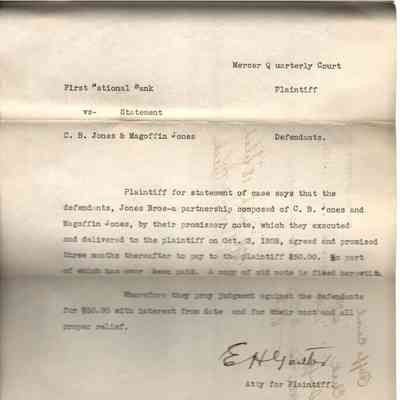 Mercer Quarterly Court
First National Bank Plaintiff
vs- Statement
C. B. Jones & Magoffin Jones Defendants.
Plaintiff for statement of case says that the
defendants, Jones Bros-a partnership composed of C. B. Jones and
Magoffin Jones, by their promissory note, which they executed
and delivered to the plaintiff on Oct. 3, 1898, agreed and promised
three months thereafter to pay to the plaintiff $50.00. No part
of which has ever been paid. A copy of sid note is filed herewith
Wherefore they pray judgment against the defendants
for $50.00 with interest from date and for their cost and all
proper relief.
E H
Atty for Plaintiff.